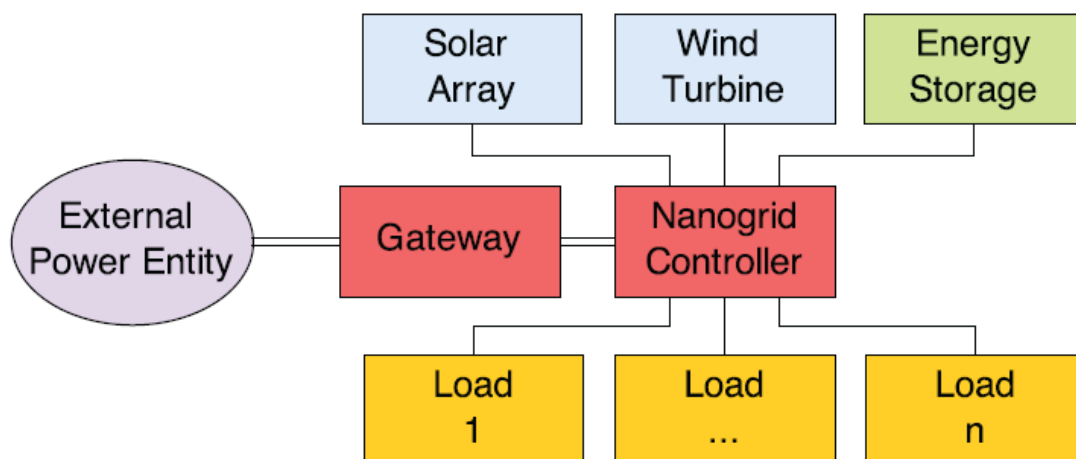 Solar
Array
Wind
Turbine
Energy
Storage
External
Power Entity
Gateway
Nanogrid
Controller
Load
1
Load
...
Load
n